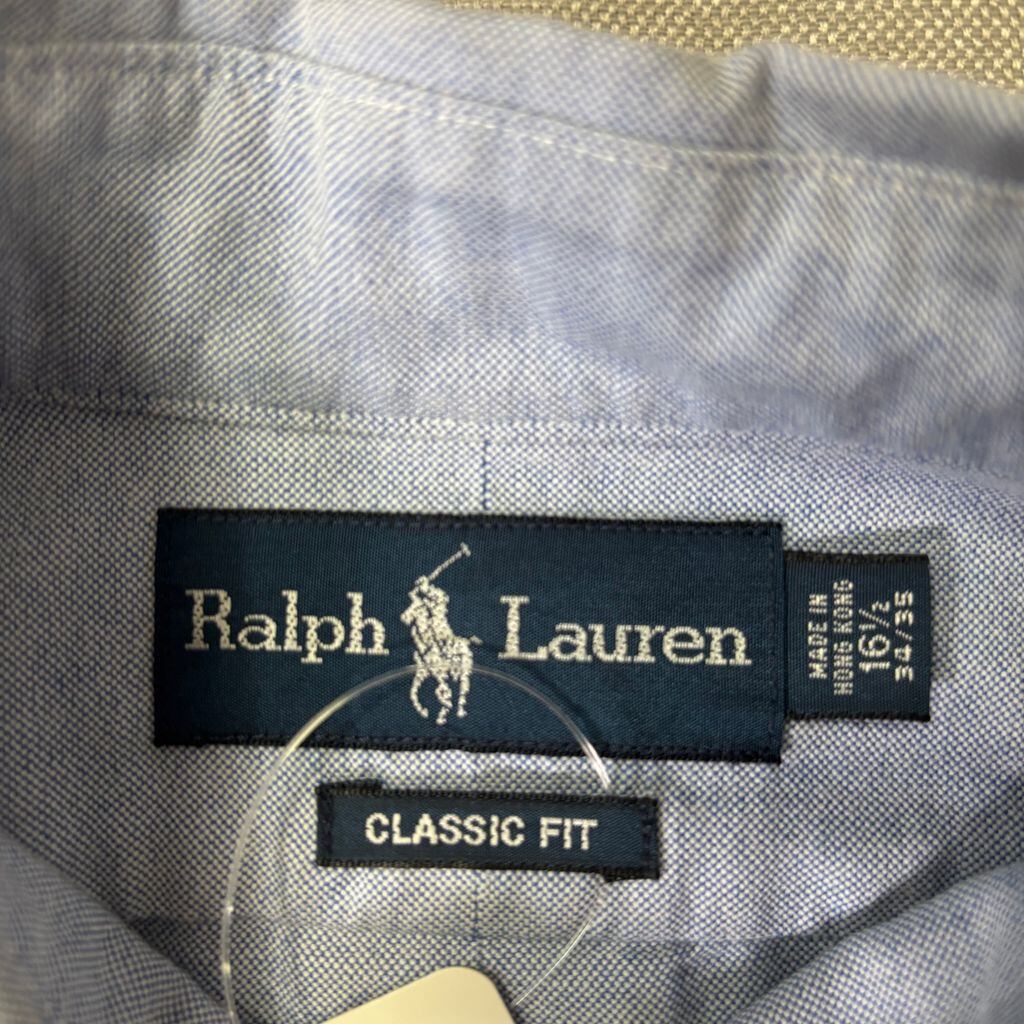 Ralph Lauren
MADE IN
HONG KONG
16½
34/35
CLASSIC FIT